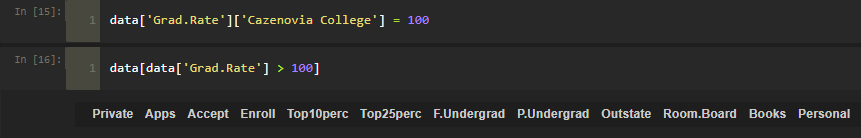 In [15]: 1 data['Grad.Rate']['Cazenovia College'] = 100
In [16]: 1 data[data['Grad.Rate'] > 100]
Private Apps Accept Enroll Top10perc Top25perc F.Undergrad P.Undergrad Outstate Room.Board Books Personal